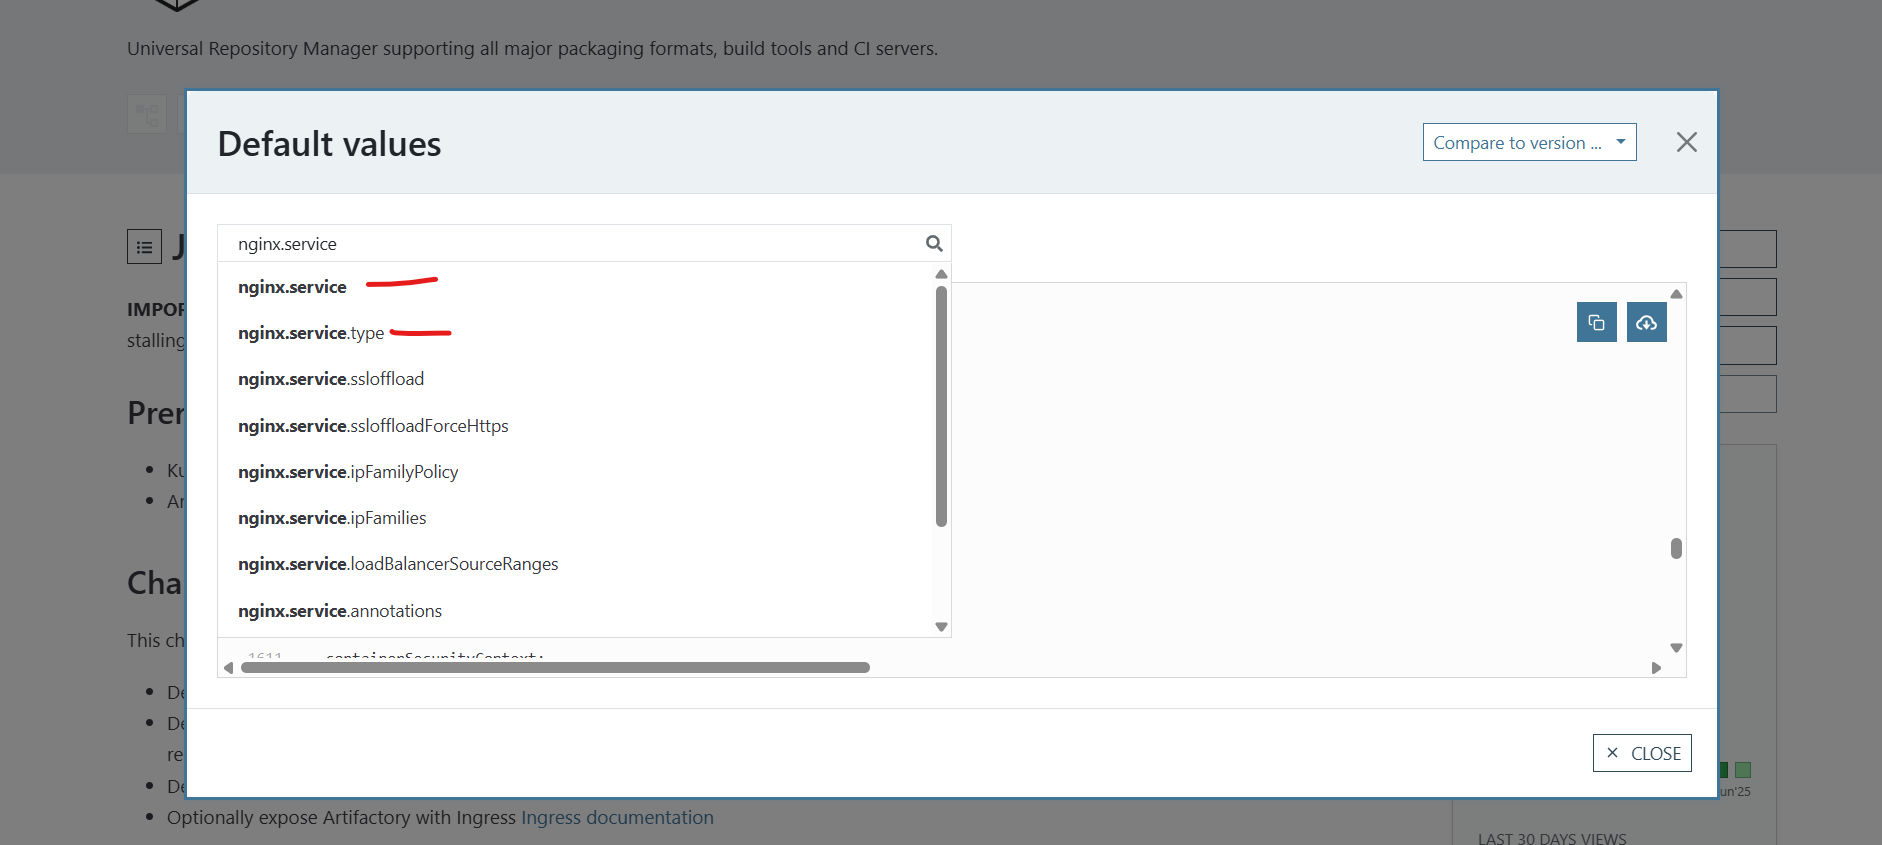 Universal Repository Manager supporting all major packaging formats, build tools and CI servers.
Default values
Compare to version ...
nginx.service
nginx.service
nginx.service.type
nginx.service.ssloffload
nginx.service.ssloffloadForceHttps
nginx.service.ipFamilyPolicy
nginx.service.ipFamilies
nginx.service.loadBalancerSourceRanges
nginx.service.annotations
1611 containerSecurityContext:
CLOSE
J
IMPOR
stalling
Prer
Ku
Ar
Cha
This ch
De
De
re
De
Optionally expose Artifactory with Ingress Ingress documentation
un'25
LAST 30 DAYS VIEWS